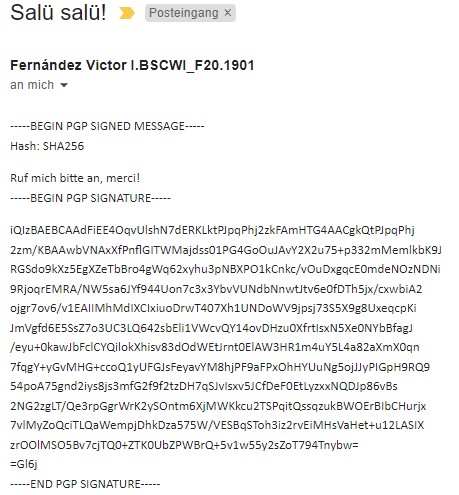 Salü salü!
Posteingang ×
Fernández Victor I.BSCWI_F20.1901
an mich
-----BEGIN PGP SIGNED MESSAGE-----
Hash: SHA256
Ruf mich bitte an, merci!
-----BEGIN PGP SIGNATURE-----
iQIzBAEBCAAdFiEE4OqvUlshN7dERKLktPJpqPhj2zkFAmHTG4AACgkQtPJpqPhj
2zm/KBAAwbVNAxXfPnflGITWMajdss01PG4GoOuJAvY2X2u75+p332mMemlkbK9J
RGSdo9kXz5EgXZeTbBro4gWq62xyhu3pNBXPO1kCnkc/vOuDxgqcE0mdeNOzNDNi
9RjoqrEMRA/NW5sa6JYf944Uon7c3x3YbvVUNdbNnwtJtv6e0fDTh5jx/cxwbiA2
ojgr7ov6/v1EAIIMhMdIXCIxiuoDrwT407Xh1UNDoWV9jpsj73S5X9g8UxeqcpKi
JmVgfd6E5SsZ7o3UC3LQ642sbEli1VWcvQY14ovDHzu0XfrtIsxN5Xe0NYbBfagJ
/eyu+0kawJbFclCYQilokXhisv83dOdWEtJrnt0ElAW3HR1m4uY5L4a82aXmX0qn
7fqgY+yGvMHG+ccoQ1yUFGJsFeyavYM8hjPF9aFPxOhHYUuNg5ojJJyPIGpH9RQ9
54poA75gnd2iys8js3mfG2f9f2tzDH7qSJvIsxv5JCfDeF0EtLyzxxNQDJp86vBs
2NG2zgLT/Qe3rpGgrWrK2ySOntm6XjMWKkcu2TSPqitQssqzukBWOErBIbCHurjx
7vlMyZoQciTLQaWempjDhkDza575W/VESBqSToh3iz2rvEiMHsVaHet+u12LASIX
zrOOlMSO5Bv7cjTQ0+ZTK0UbZPWBrQ+5v1w55y2sZoT794Tnybw=
=Gl6j
-----END PGP SIGNATURE-----